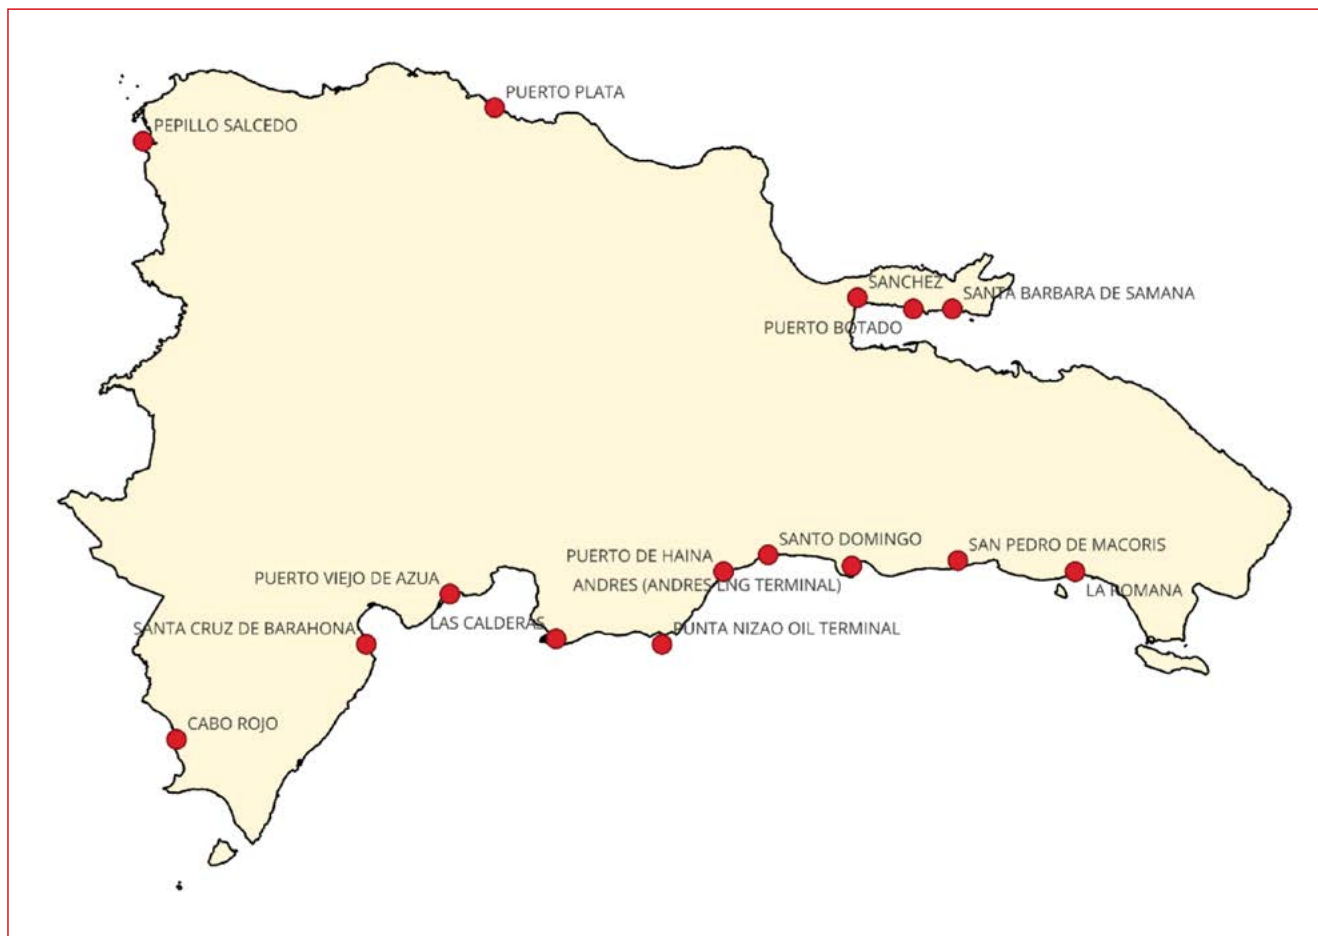 PUERTO PLATA
PEPILLO SALCEDO
SANCHEZ
SANTA BARBARA DE SAMANA
PUERTO BOTADO
SANTO DOMINGO
SAN PEDRO DE MACORIS
PUERTO DE HAINA
PUERTO VIEJO DE AZUA
ANDRES (ANDRES LNG TERMINAL)
LA ROMANA
LAS CALDERAS
SANTA CRUZ DE BARAHONA
PUNTA NIZAO OIL TERMINAL
CABO ROJO